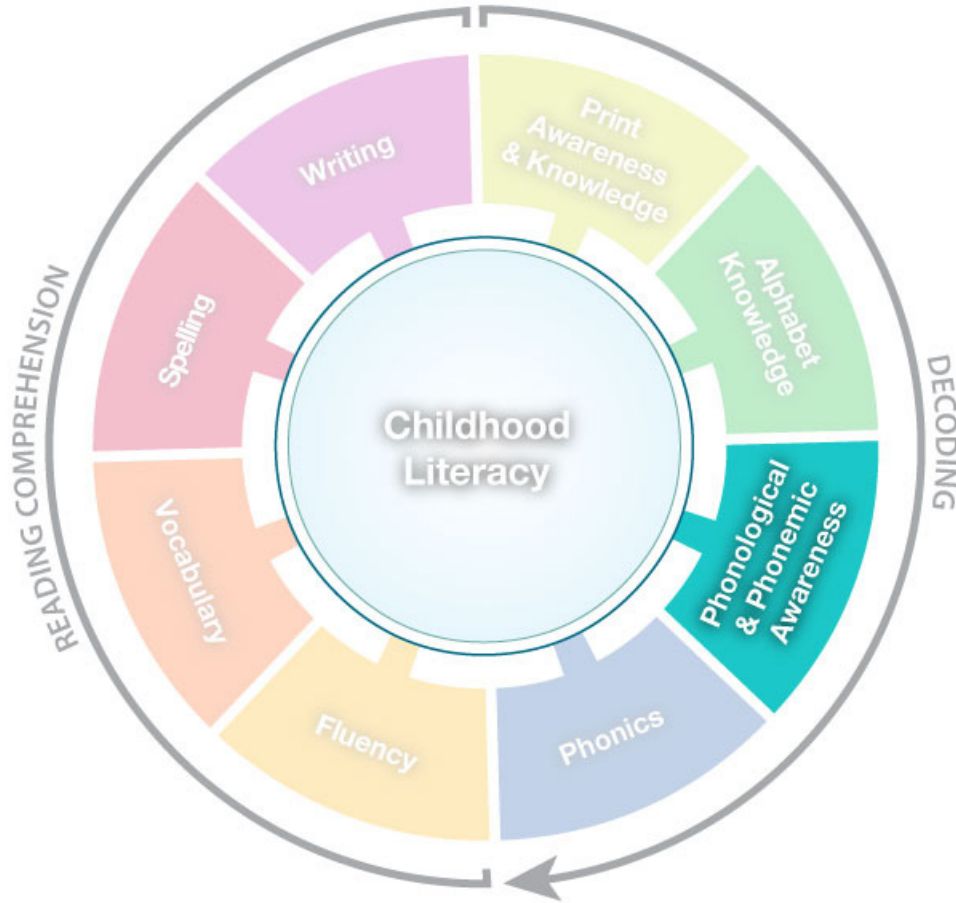 Print
Awareness
& Knowledge
Alphabet
Knowledge
Phonological
& Phonemic
Awareness
Phonics
Fluency
Vocabulary
Spelling
Writing
Childhood
Literacy
DECODING
READING COMPREHENSION